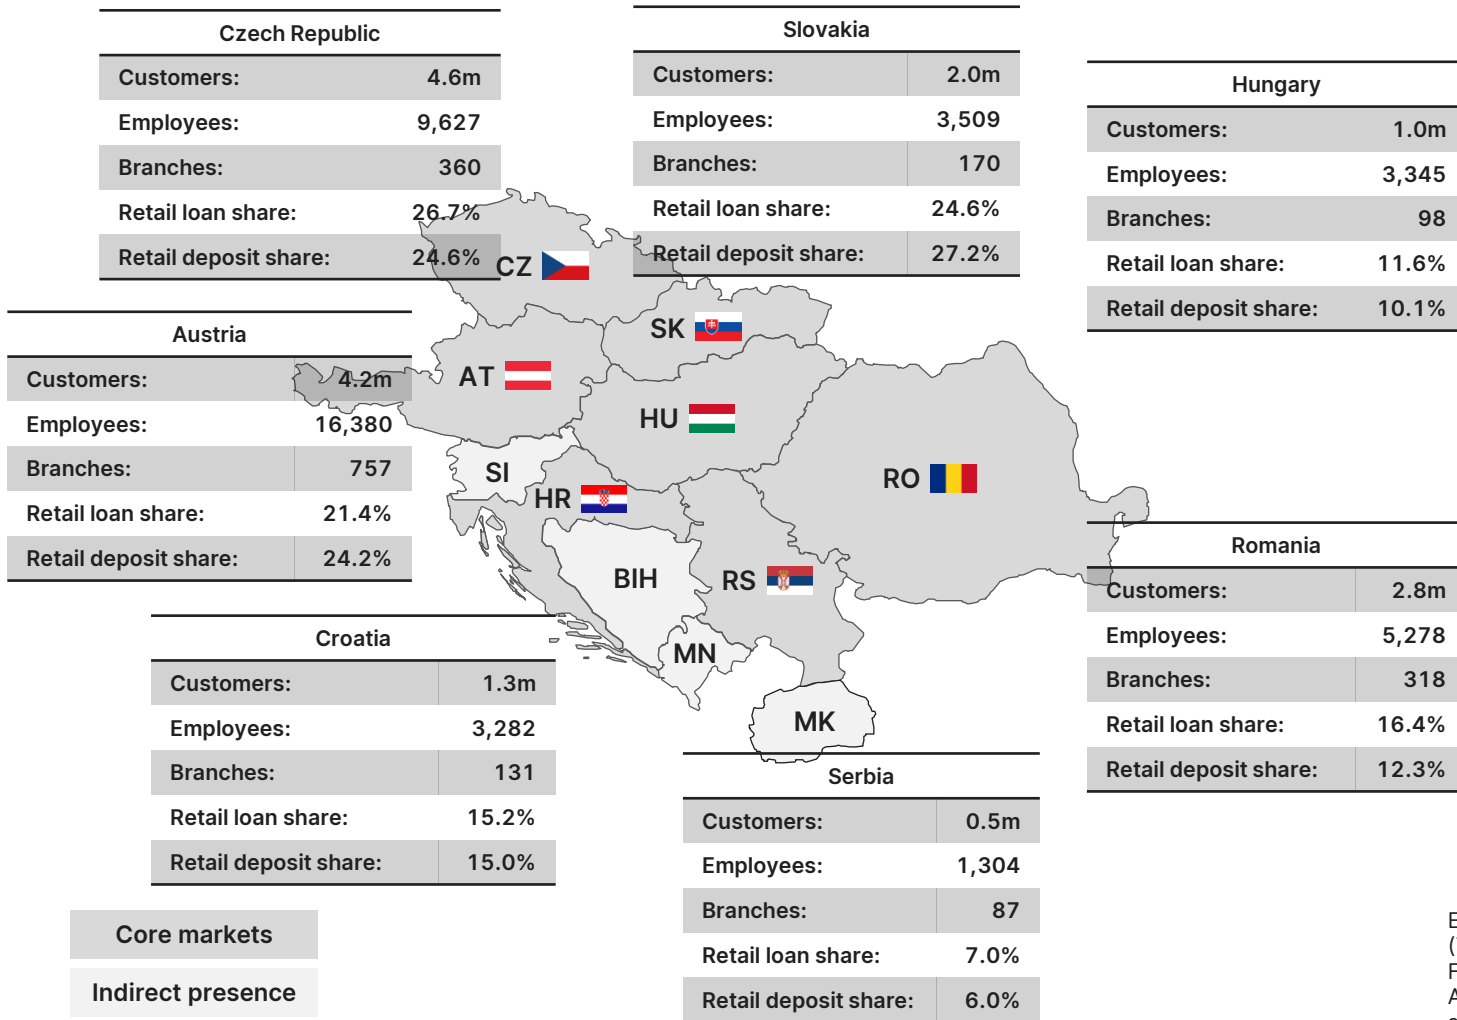 Czech Republic
Customers: 4.6m
Employees: 9,627
Branches: 360
Retail loan share: 26.7%
Retail deposit share: 24.6%
Slovakia
Customers: 2.0m
Employees: 3,509
Branches: 170
Retail loan share: 24.6%
Retail deposit share: 27.2%
Hungary
Customers: 1.0m
Employees: 3,345
Branches: 98
Retail loan share: 11.6%
Retail deposit share: 10.1%
Austria
Customers: 4.2m
Employees: 16,380
Branches: 757
Retail loan share: 21.4%
Retail deposit share: 24.2%
CZ
SK
AT
HU
SI
HR
RO
BIH
RS
MN
MK
Romania
Customers: 2.8m
Employees: 5,278
Branches: 318
Retail loan share: 16.4%
Retail deposit share: 12.3%
Croatia
Customers: 1.3m
Employees: 3,282
Branches: 131
Retail loan share: 15.2%
Retail deposit share: 15.0%
Serbia
Customers: 0.5m
Employees: 1,304
Branches: 87
Retail loan share: 7.0%
Retail deposit share: 6.0%
Core markets
Indirect presence